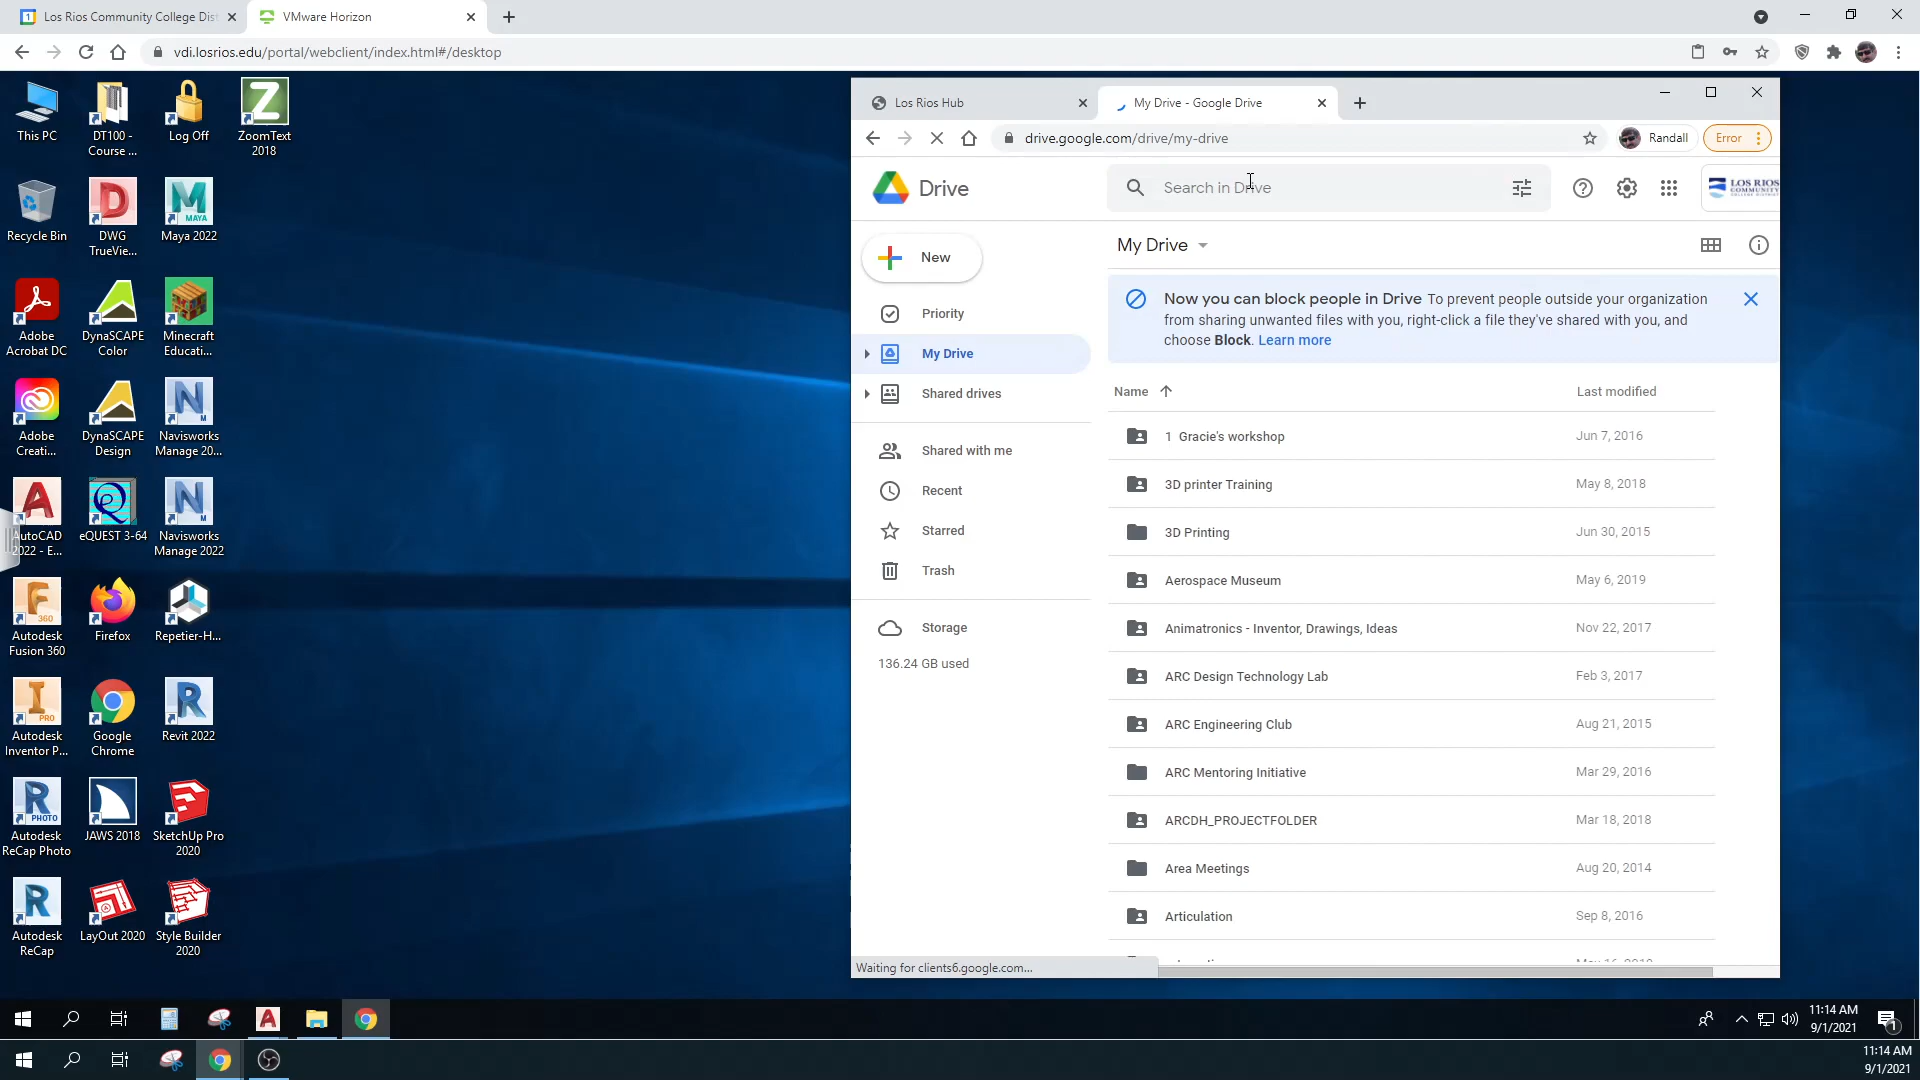 Los Rios Community College Dist
VMware Horizon
vdi.losrios.edu/portal/webclient/index.html#/desktop
This PC
DT100 -
Course ...
Log Off
ZoomText
2018
Recycle Bin
DWG
TrueVie...
Maya 2022
MAYA
Adobe
Acrobat DC
DynaSCAPE
Color
Minecraft
Educati...
Adobe
Creati...
DynaSCAPE
Design
Navisworks
Manage 20...
AutoCAD
2022 - E...
eQUEST 3-64
Navisworks
Manage 2022
Autodesk
Fusion 360
Firefox
Repetier-H...
Autodesk
Inventor P...
Google
Chrome
Revit 2022
Autodesk
ReCap Photo
JAWS 2018
SketchUp Pro
2020
Autodesk
ReCap
LayOut 2020
Style Builder
2020
Los Rios Hub
My Drive - Google Drive
drive.google.com/drive/my-drive
Randall
Error
Drive
Search in Drive
LOS RIOS
COMMUNITY
New
My Drive
Priority
My Drive
Shared drives
Shared with me
Recent
Starred
Trash
Storage
136.24 GB used
Now you can block people in Drive To prevent people outside your organization
from sharing unwanted files with you, right-click a file they've shared with you, and
choose Block. Learn more
Name Last modified
1 Gracie's workshop Jun 7, 2016
3D printer Training May 8, 2018
3D Printing Jun 30, 2015
Aerospace Museum May 6, 2019
Animatronics - Inventor, Drawings, Ideas Nov 22, 2017
ARC Design Technology Lab Feb 3, 2017
ARC Engineering Club Aug 21, 2015
ARC Mentoring Initiative Mar 29, 2016
ARCDH_PROJECTFOLDER Mar 18, 2018
Area Meetings Aug 20, 2014
Articulation Sep 8, 2016
Waiting for clients6.google.com...
11:14 AM
9/1/2021
11:14 AM
9/1/2021